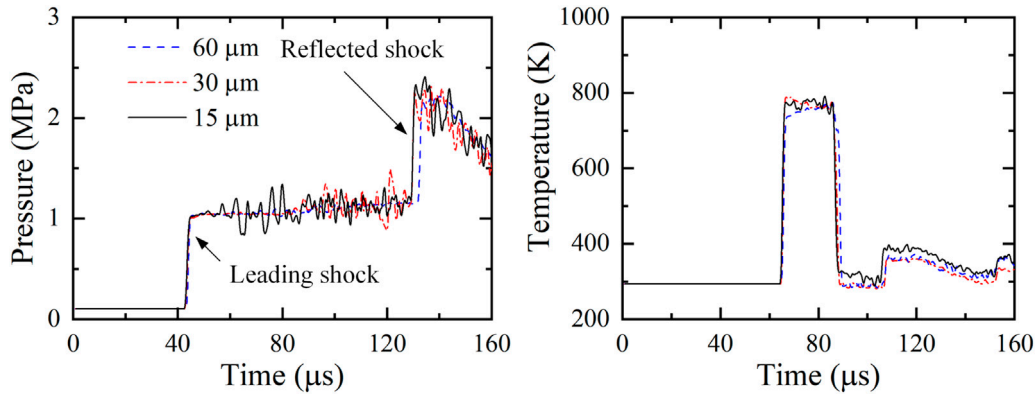 3
2
1
0
Pressure (MPa)
60 μm
30 μm
15 μm
Reflected shock
Leading shock
0
40
80
120
160
Time (μs)
1000
800
600
400
200
Temperature (K)
0
40
80
120
160
Time (μs)